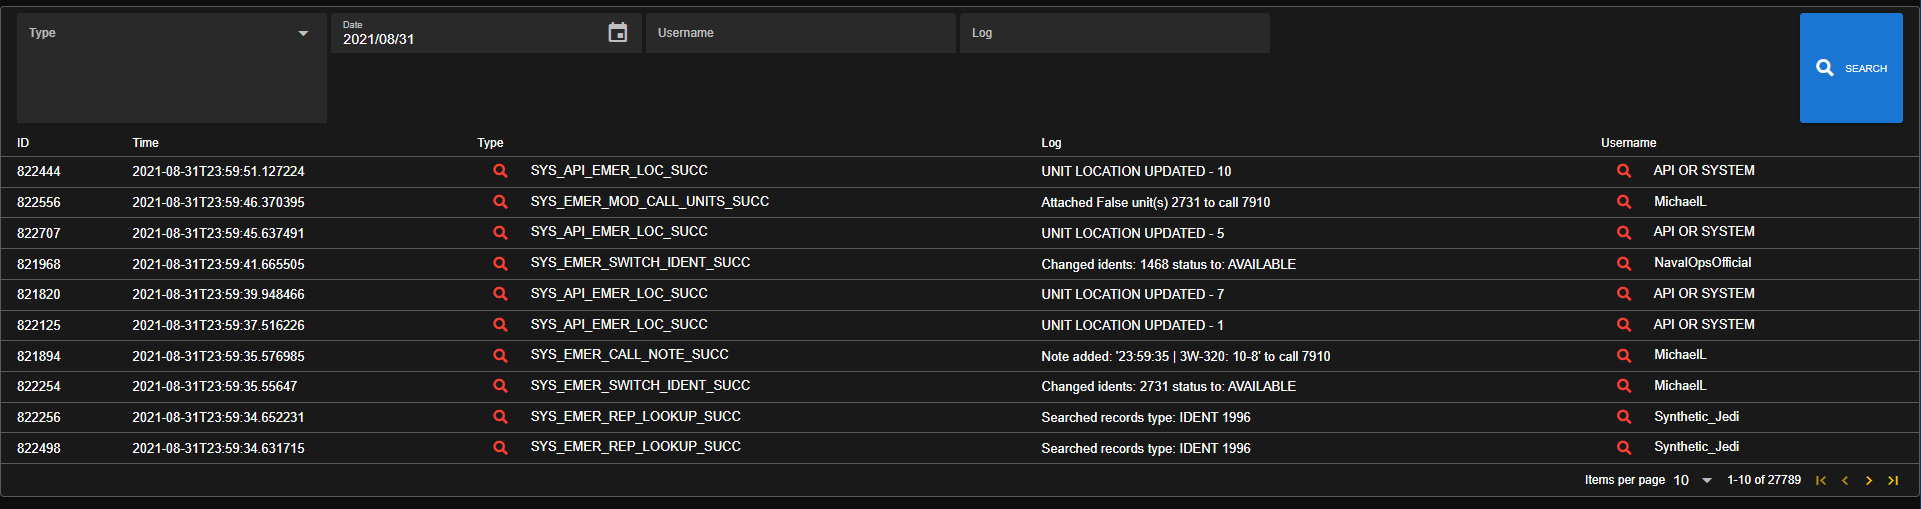 Type
Date
2021/08/31
Username
Log
SEARCH
ID Time Type Log Username
822444 2021-08-31T23:59:51.127224 SYS_API_EMER_LOC_SUCC UNIT LOCATION UPDATED - 10 API OR SYSTEM
822556 2021-08-31T23:59:46.370395 SYS_EMER_MOD_CALL_UNITS_SUCC Attached False unit(s) 2731 to call 7910 MichaelL
822707 2021-08-31T23:59:45.637491 SYS_API_EMER_LOC_SUCC UNIT LOCATION UPDATED - 5 API OR SYSTEM
821968 2021-08-31T23:59:41.665505 SYS_EMER_SWITCH_IDENT_SUCC Changed idents: 1468 status to: AVAILABLE NavalOpsOfficial
821820 2021-08-31T23:59:39.948466 SYS_API_EMER_LOC_SUCC UNIT LOCATION UPDATED - 7 API OR SYSTEM
822125 2021-08-31T23:59:37.516226 SYS_API_EMER_LOC_SUCC UNIT LOCATION UPDATED - 1 API OR SYSTEM
821894 2021-08-31T23:59:35.576985 SYS_EMER_CALL_NOTE_SUCC Note added: '23:59:35 | 3W-320: 10-8' to call 7910 MichaelL
822254 2021-08-31T23:59:35.55647 SYS_EMER_SWITCH_IDENT_SUCC Changed idents: 2731 status to: AVAILABLE MichaelL
822256 2021-08-31T23:59:34.652231 SYS_EMER_REP_LOOKUP_SUCC Searched records type: IDENT 1996 Synthetic_Jedi
822498 2021-08-31T23:59:34.631715 SYS_EMER_REP_LOOKUP_SUCC Searched records type: IDENT 1996 Synthetic_Jedi
Items per page 10 1-10 of 27789